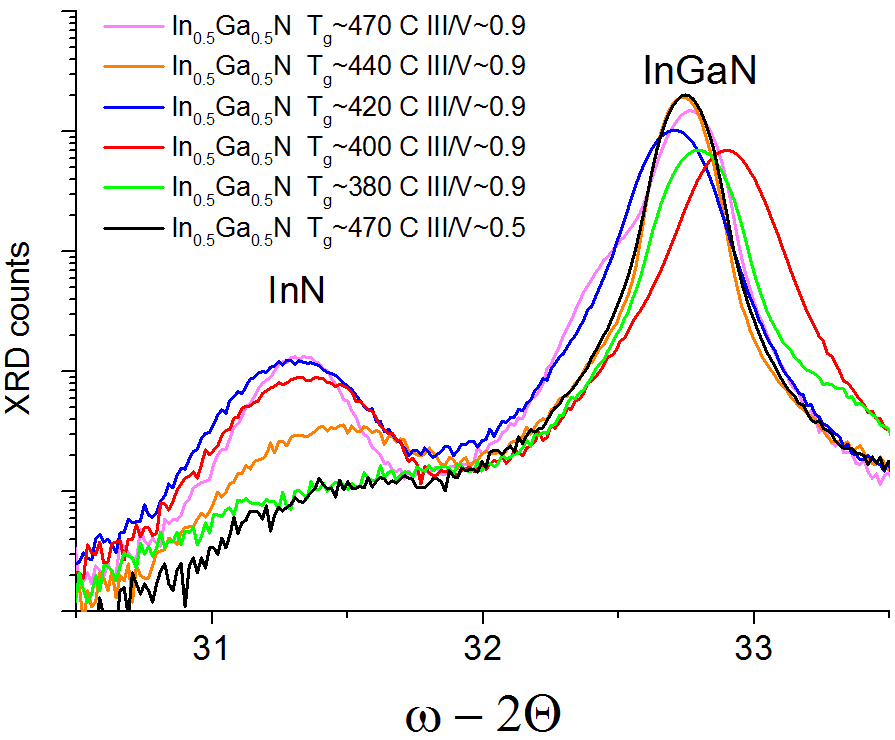 In0.5Ga0.5N Tg~470 C III/V~0.9
In0.5Ga0.5N Tg~440 C III/V~0.9
In0.5Ga0.5N Tg~420 C III/V~0.9
In0.5Ga0.5N Tg~400 C III/V~0.9
In0.5Ga0.5N Tg~380 C III/V~0.9
In0.5Ga0.5N Tg~470 C III/V~0.5
InGaN
InN
XRD counts
31 32 33
ω − 2Θ